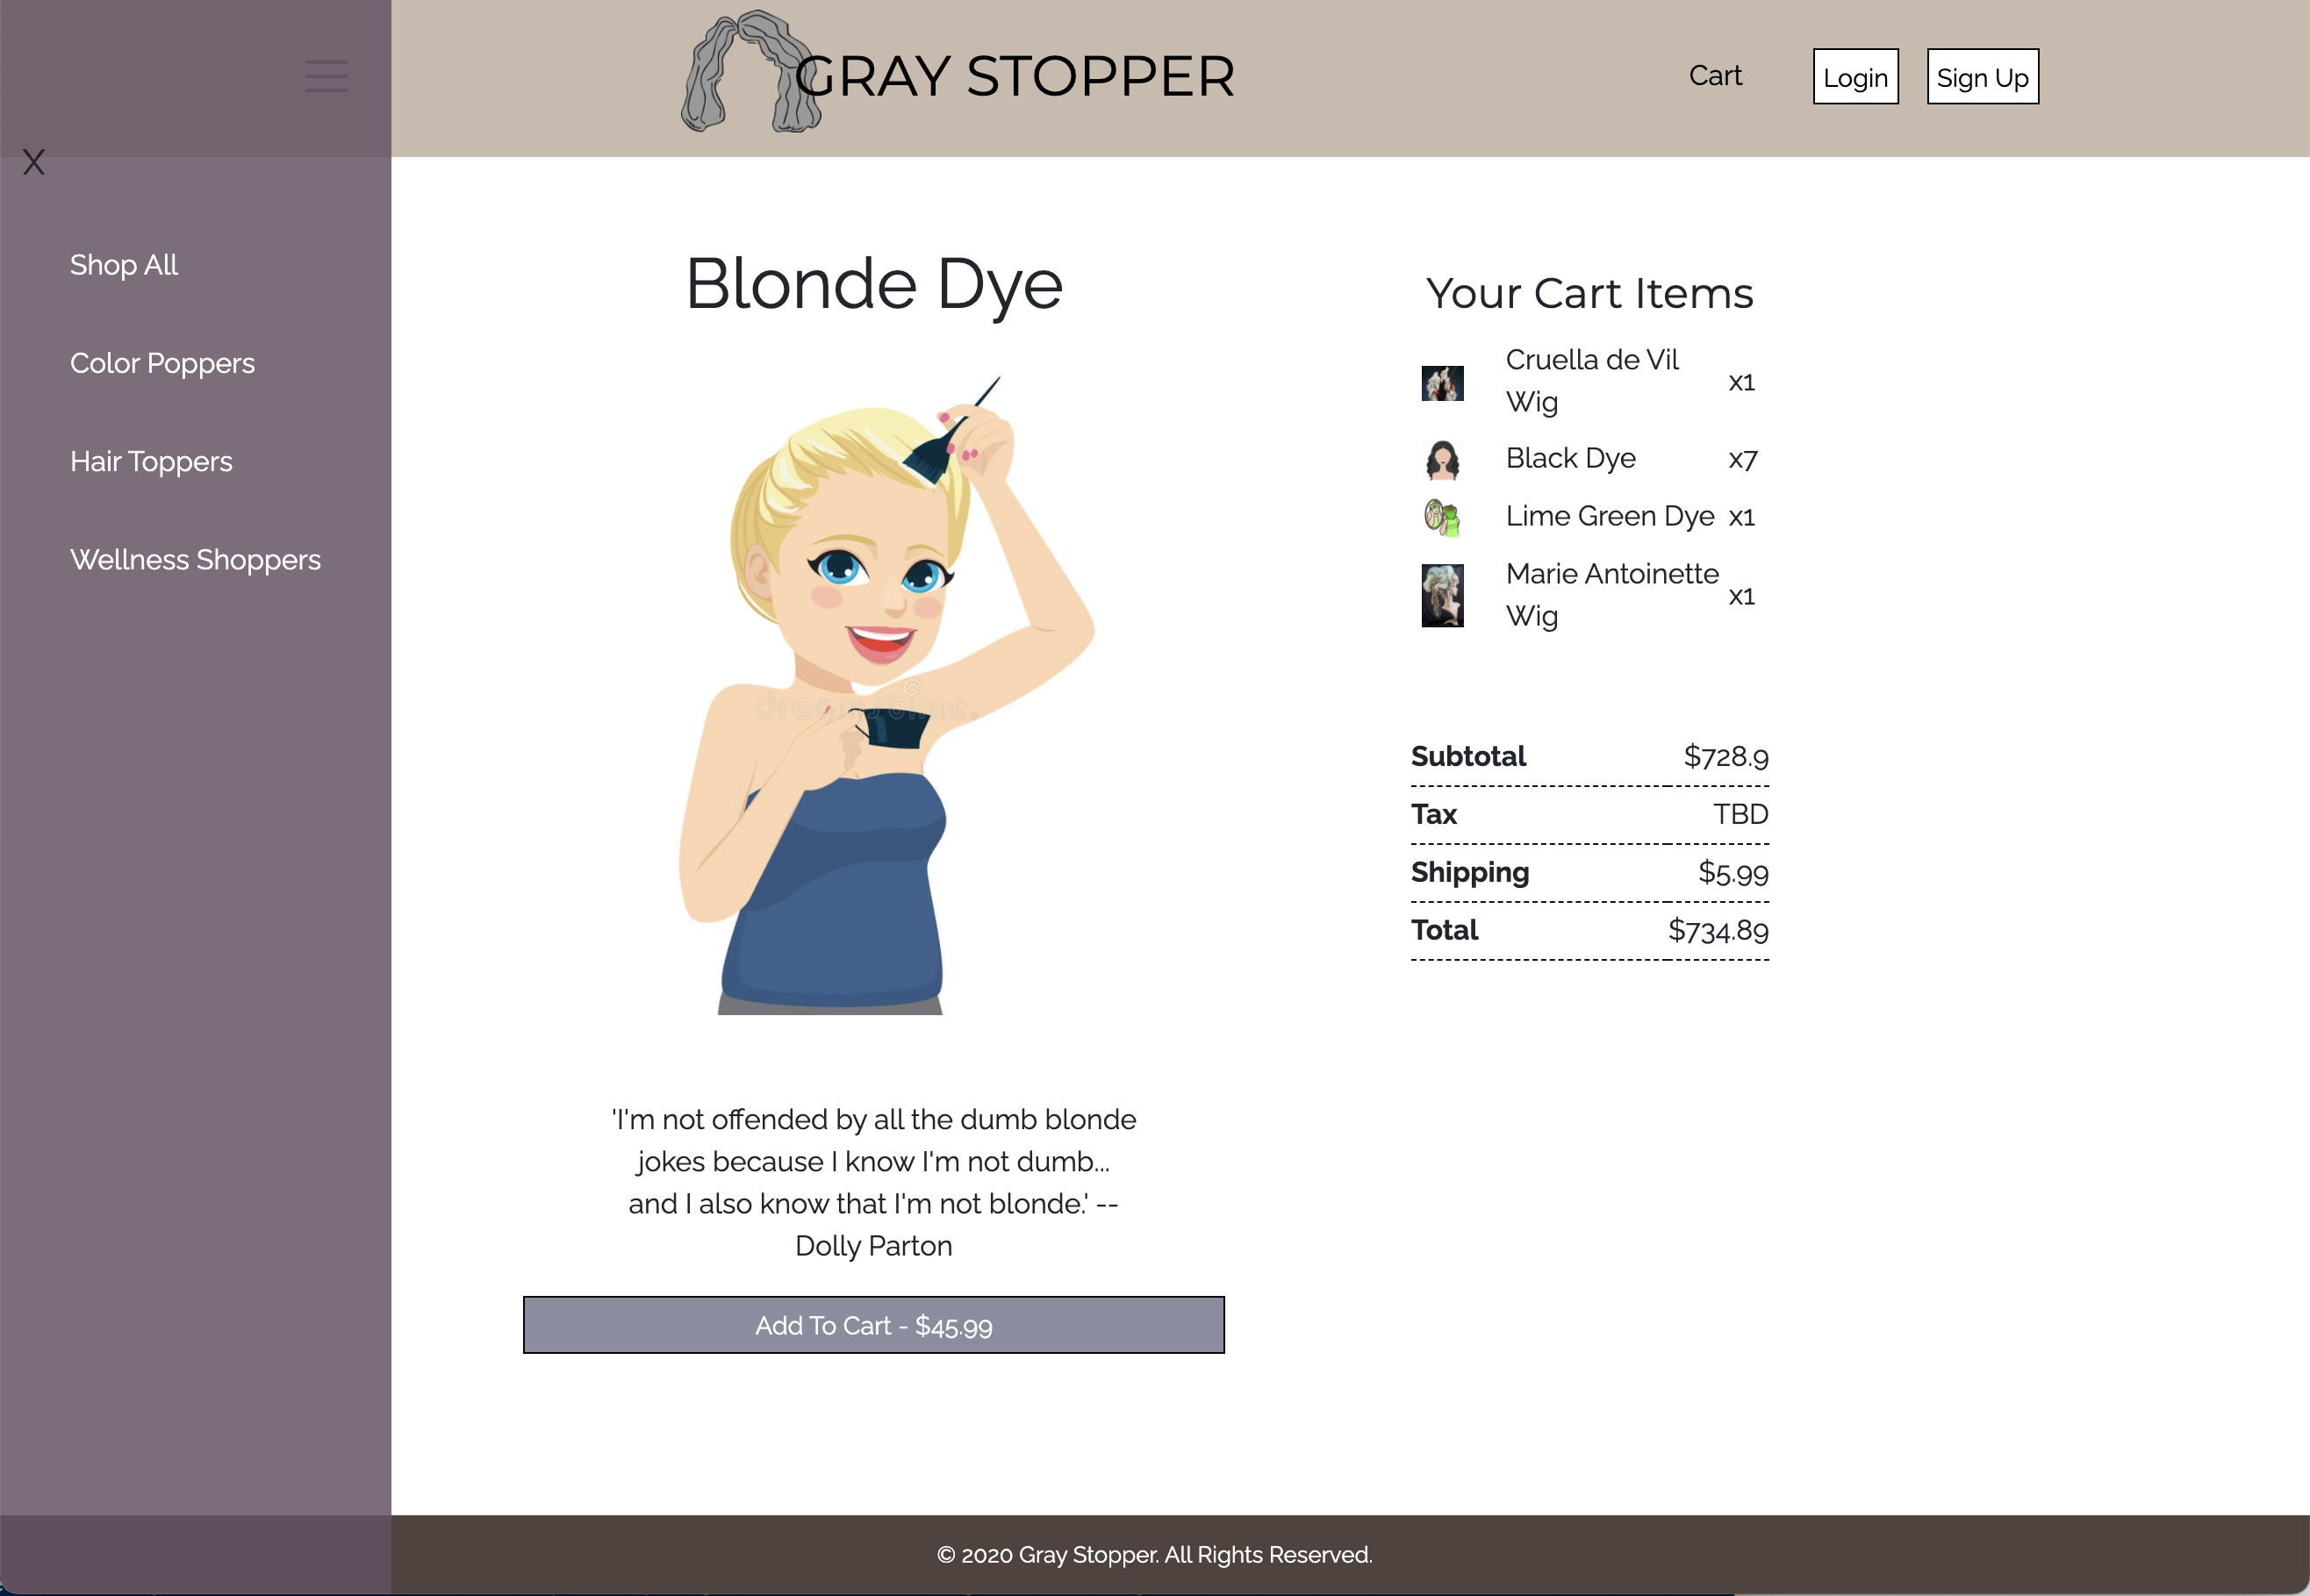 GRAY STOPPER
Cart
Login
Sign Up
X
Shop All
Color Poppers
Hair Toppers
Wellness Shoppers
Blonde Dye
dreamstime.
'I'm not offended by all the dumb blonde
jokes because I know I'm not dumb...
and I also know that I'm not blonde.' --
Dolly Parton
Add To Cart - $45.99
Your Cart Items
Cruella de Vil
Wig
x1
Black Dye x7
Lime Green Dye x1
Marie Antoinette
Wig
x1
Subtotal $728.9
Tax TBD
Shipping $5.99
Total $734.89
© 2020 Gray Stopper. All Rights Reserved.